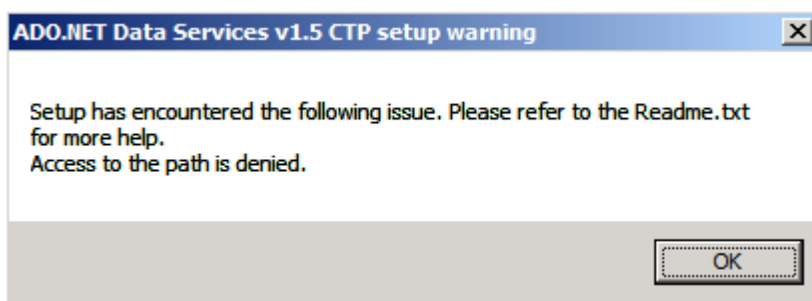 ADO.NET Data Services v1.5 CTP setup warning
Setup has encountered the following issue. Please refer to the Readme.txt
for more help.
Access to the path is denied.
OK